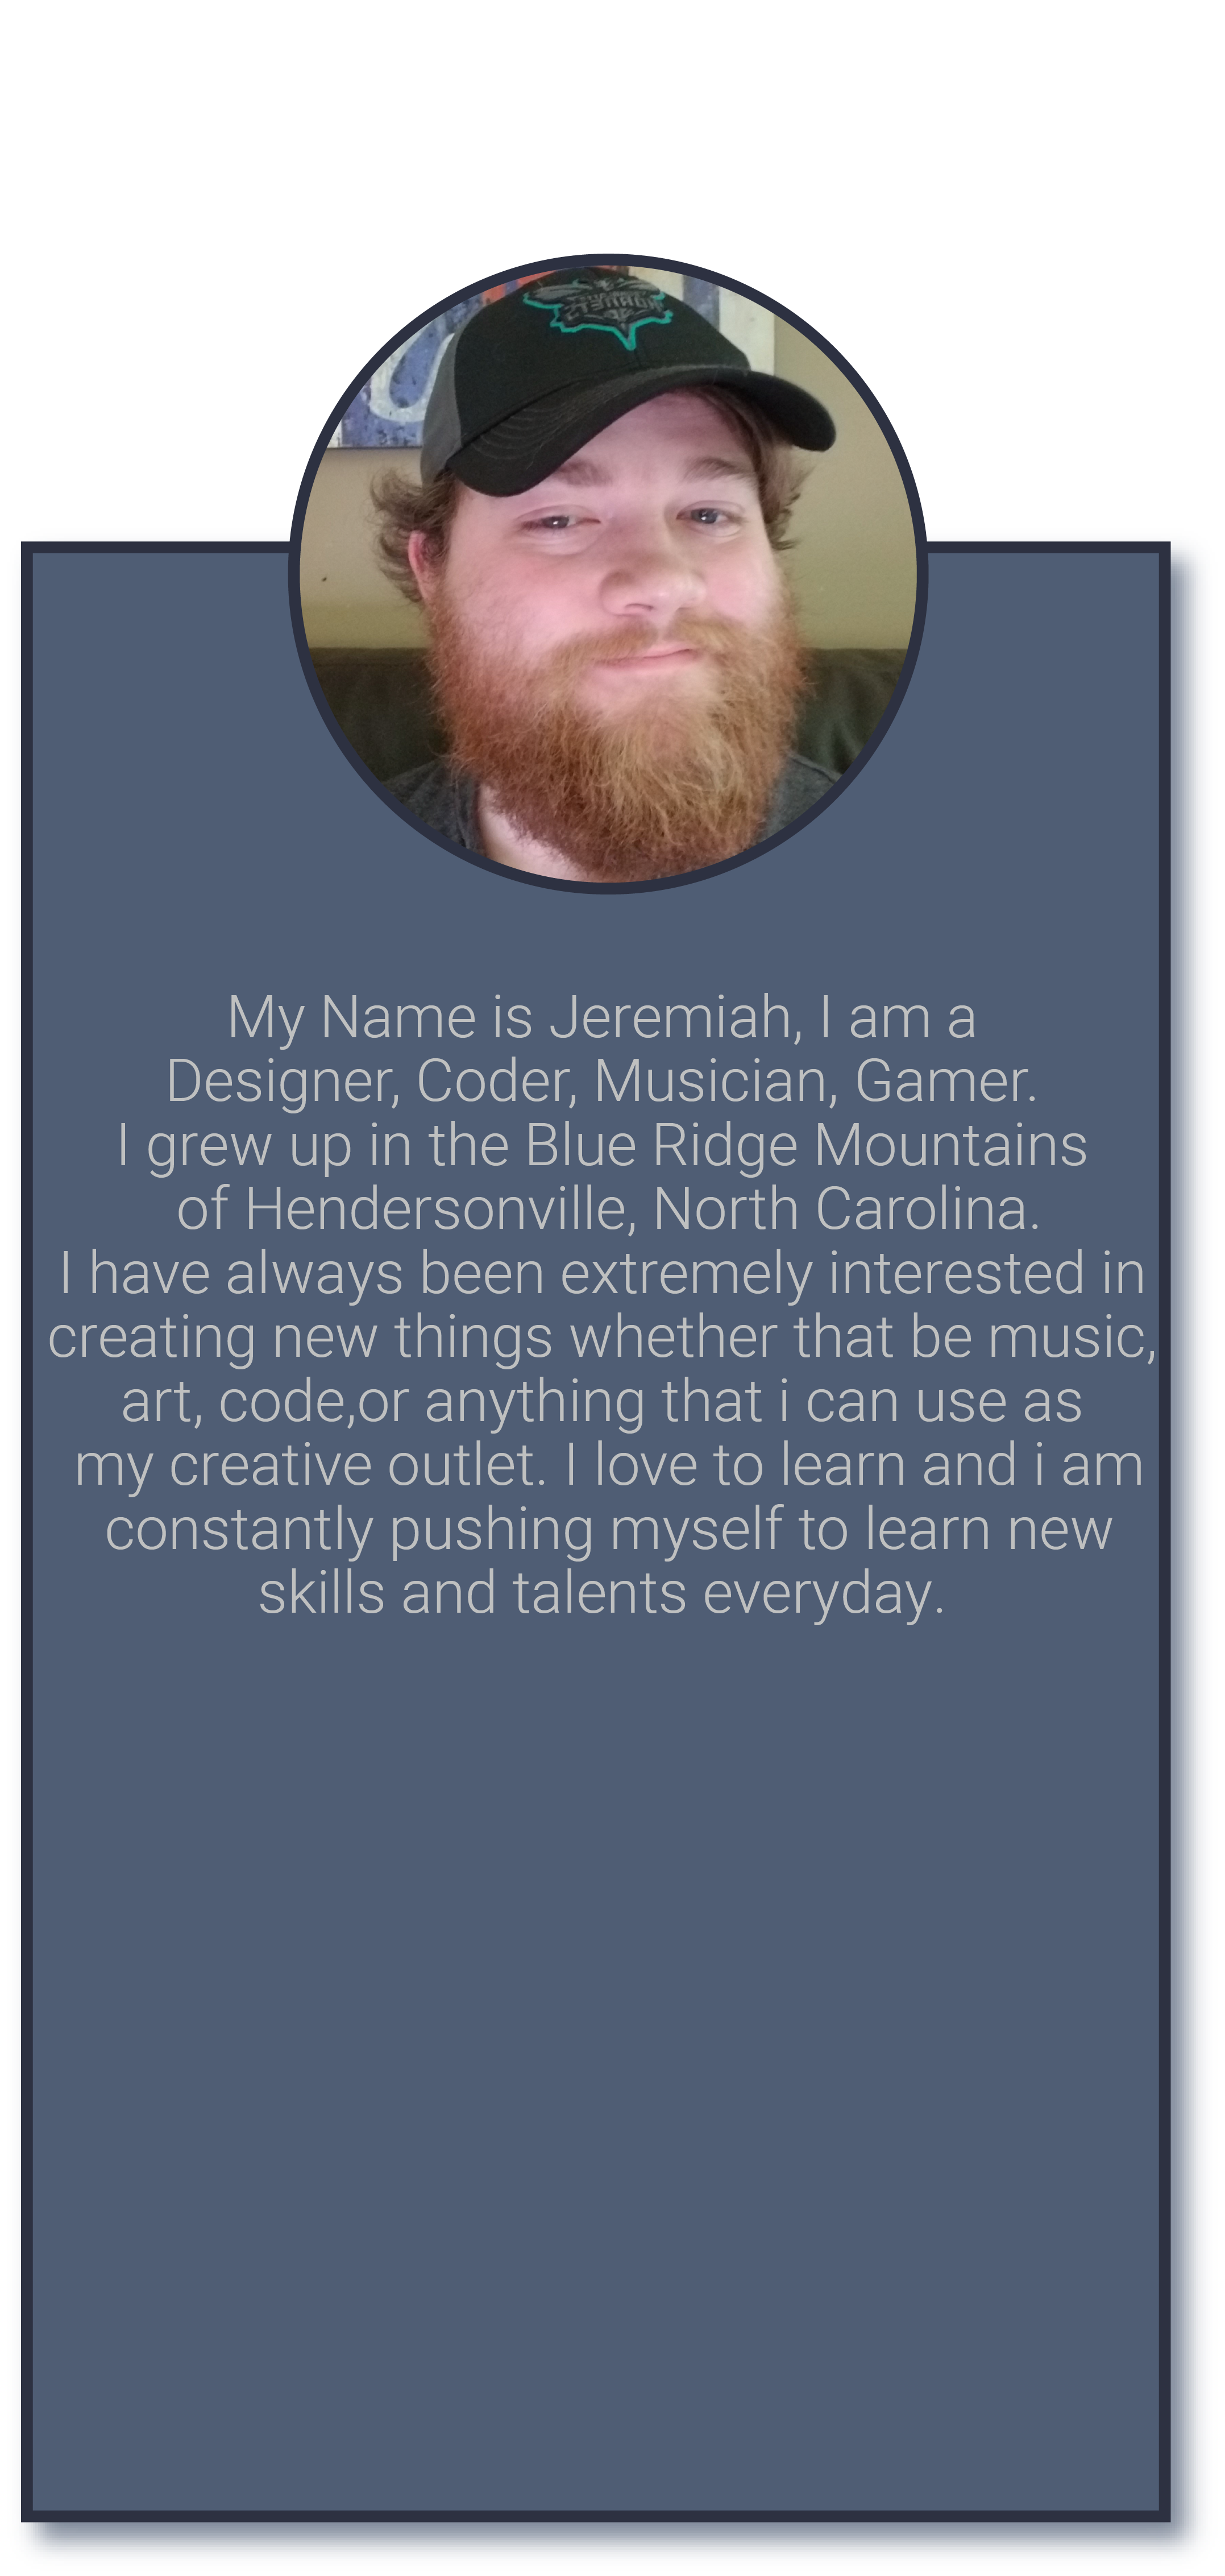 HORNETS
My Name is Jeremiah, I am a
Designer, Coder, Musician, Gamer.
I grew up in the Blue Ridge Mountains
of Hendersonville, North Carolina.
I have always been extremely interested in
creating new things whether that be music,
art, code,or anything that i can use as
my creative outlet. I love to learn and i am
constantly pushing myself to learn new
skills and talents everyday.